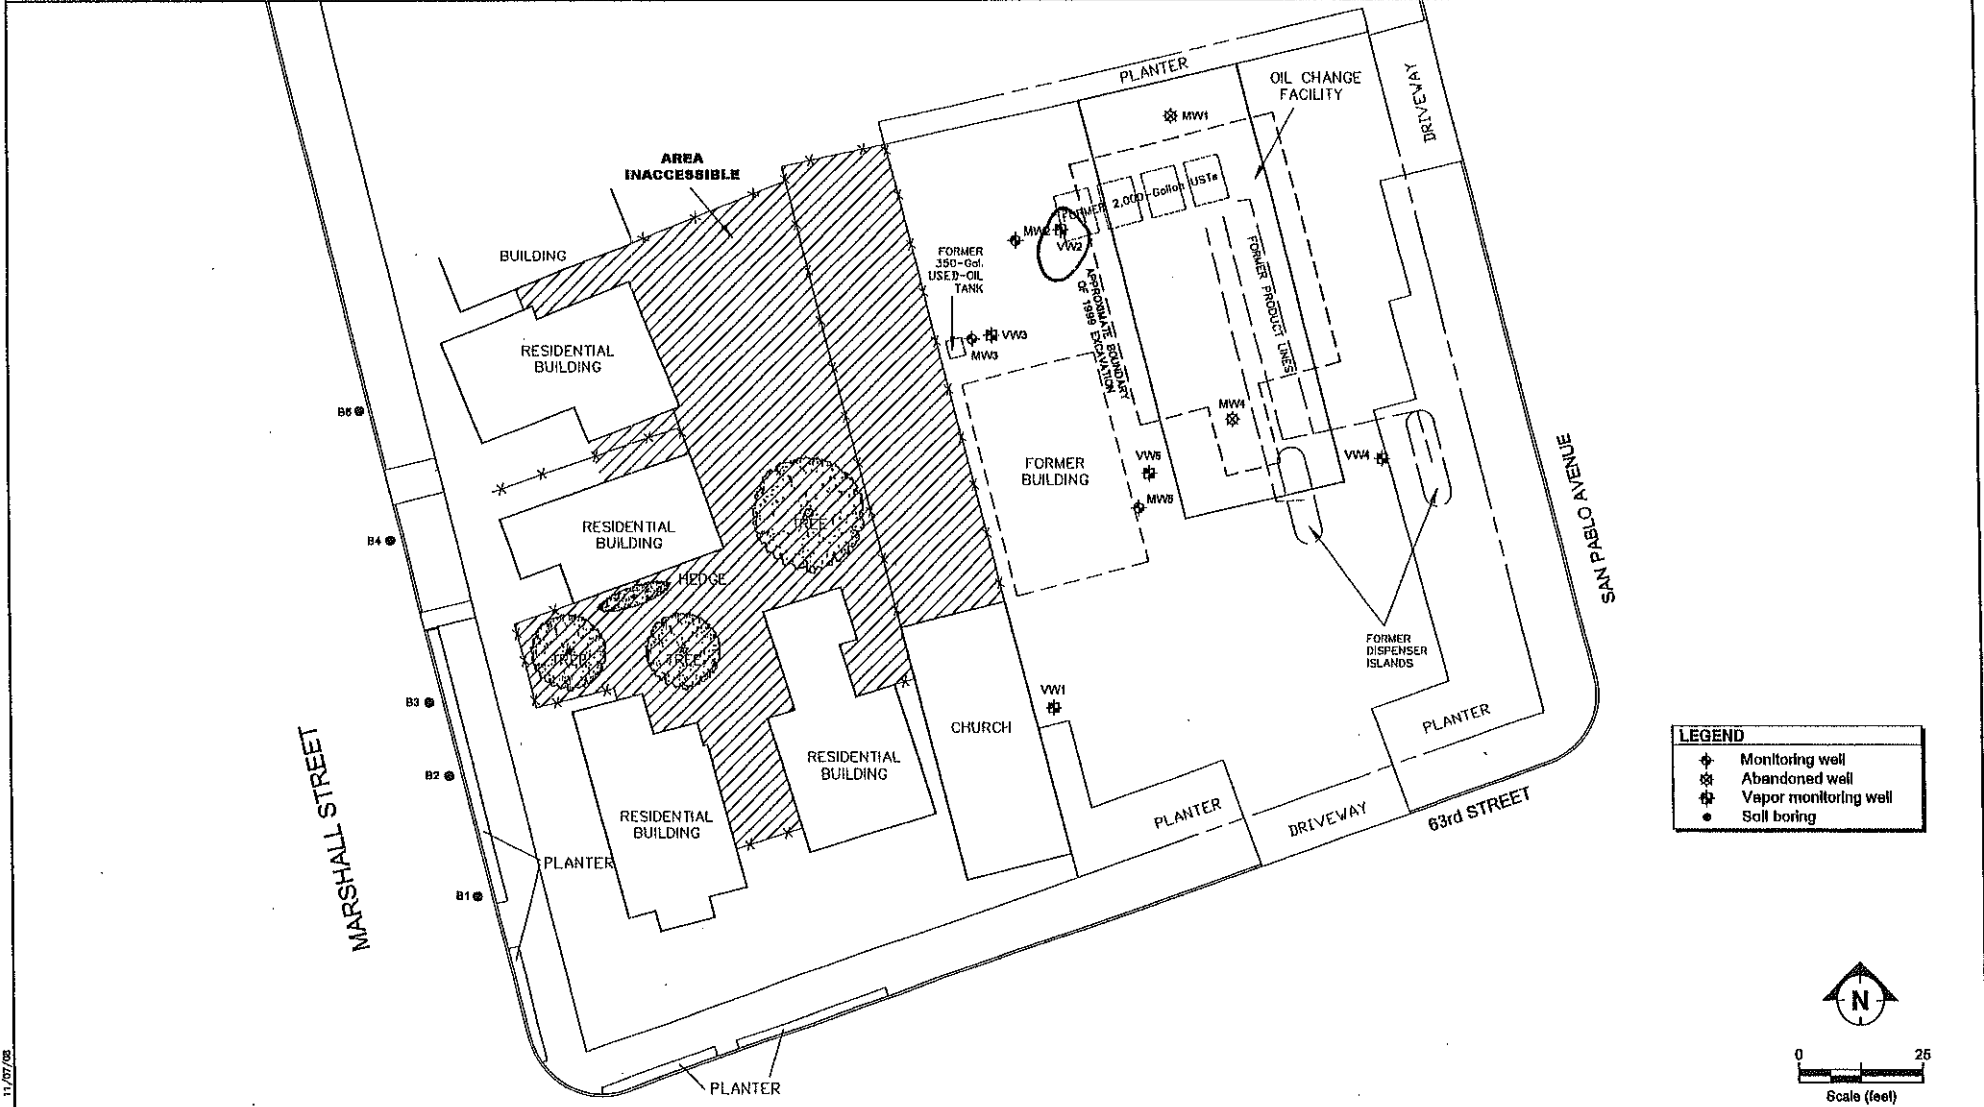 PLANTER
OIL CHANGE
FACILITY
DRIVEWAY
MW1
AREA
INACCESSIBLE
FORMER 2,000-Gallon USTs
MW2
VW2
BUILDING
FORMER
350-Gal.
USED-OIL
TANK
APPROXIMATE BOUNDARY
OF 1999 EXCAVATION
FORMER PRODUCT LINES
VW3
MW3
RESIDENTIAL
BUILDING
B5
MW4
VW4
VW5
MW5
FORMER
BUILDING
SAN PABLO AVENUE
TREE
RESIDENTIAL
BUILDING
B4
HEDGE
TREE
TREE
FORMER
DISPENSER
ISLANDS
B3
VW1
CHURCH
PLANTER
MARSHALL STREET
B2
RESIDENTIAL
BUILDING
RESIDENTIAL
BUILDING
PLANTER
DRIVEWAY
63rd STREET
PLANTER
B1
PLANTER
LEGEND
Monitoring well
Abandoned well
Vapor monitoring well
Soil boring
N
0 25
Scale (feet)
11/07/08